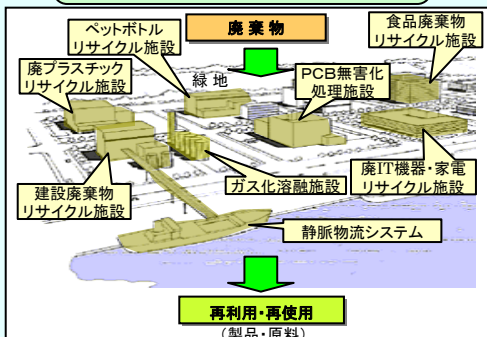 廃棄物
ペットボトル
リサイクル施設
食品廃棄物
リサイクル施設
廃プラスチック
リサイクル施設
緑地
PCB無害化
処理施設
建設廃棄物
リサイクル施設
ガス化溶融施設
廃IT機器・家電
リサイクル施設
静脈物流システム
再利用・再使用
(製品・原料)